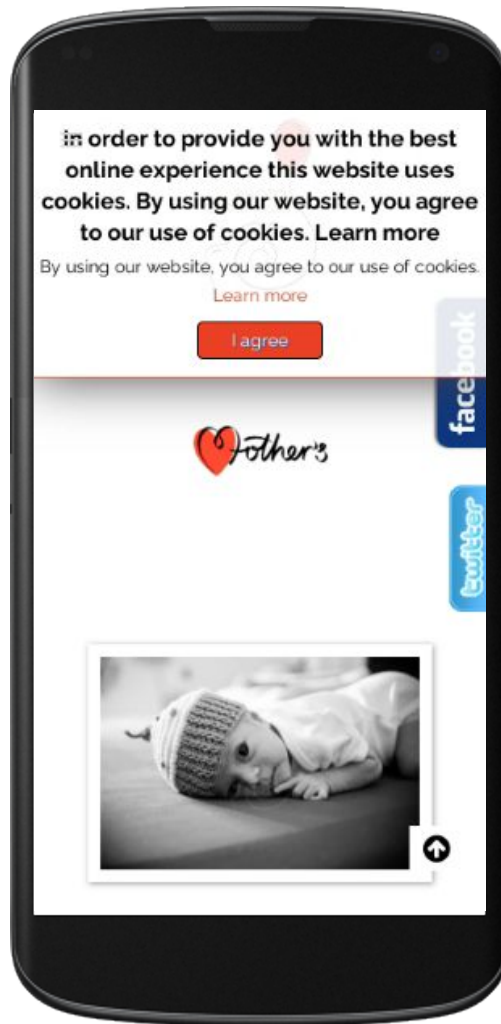 In order to provide you with the best
online experience this website uses
cookies. By using our website, you agree
to our use of cookies. Learn more
By using our website, you agree to our use of cookies.
Learn more
I agree
facebook
Mother's
twitter